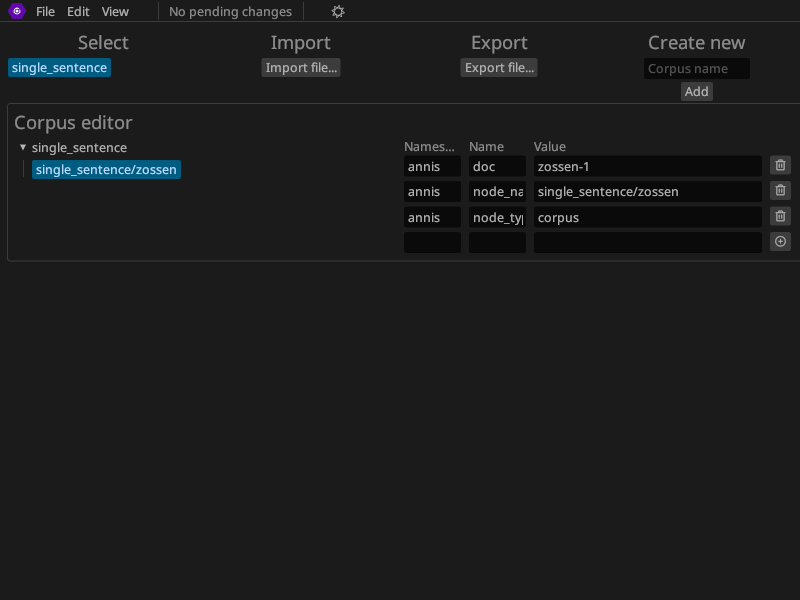 File Edit View No pending changes
Select Import Export Create new
single_sentence Import file... Export file... Corpus name
Add
Corpus editor
single_sentence Names... Name Value
single_sentence/zossen annis doc zossen-1
annis node_na single_sentence/zossen
annis node_ty corpus